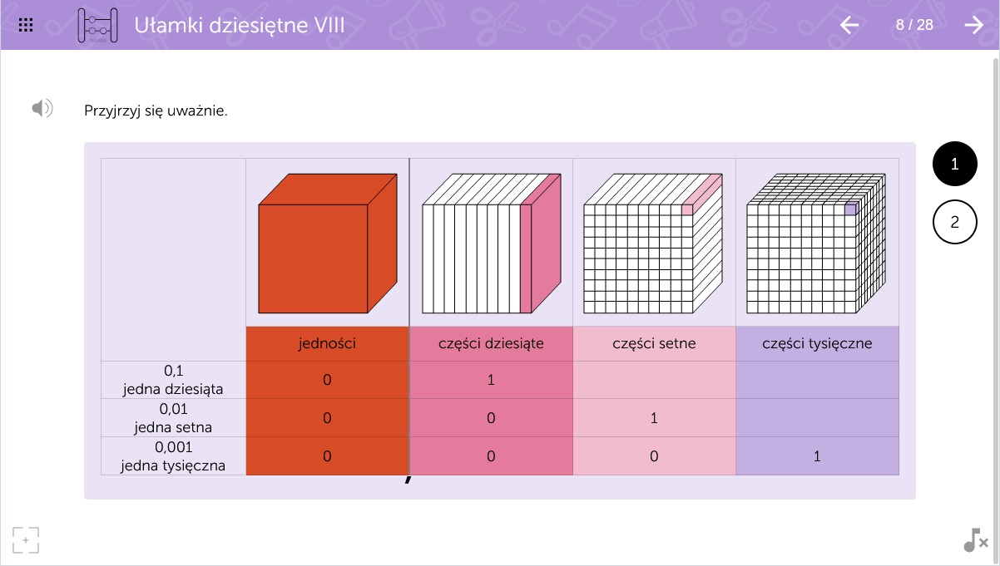 Ułamki dziesiętne VIII
8 / 28
Przyjrzyj się uważnie.
1
2
jedności części dziesiąte części setne części tysięczne
0,1
jedna dziesiąta
0 1
0,01
jedna setna
0 0 1
0,001
jedna tysięczna
0 0 0 1
,